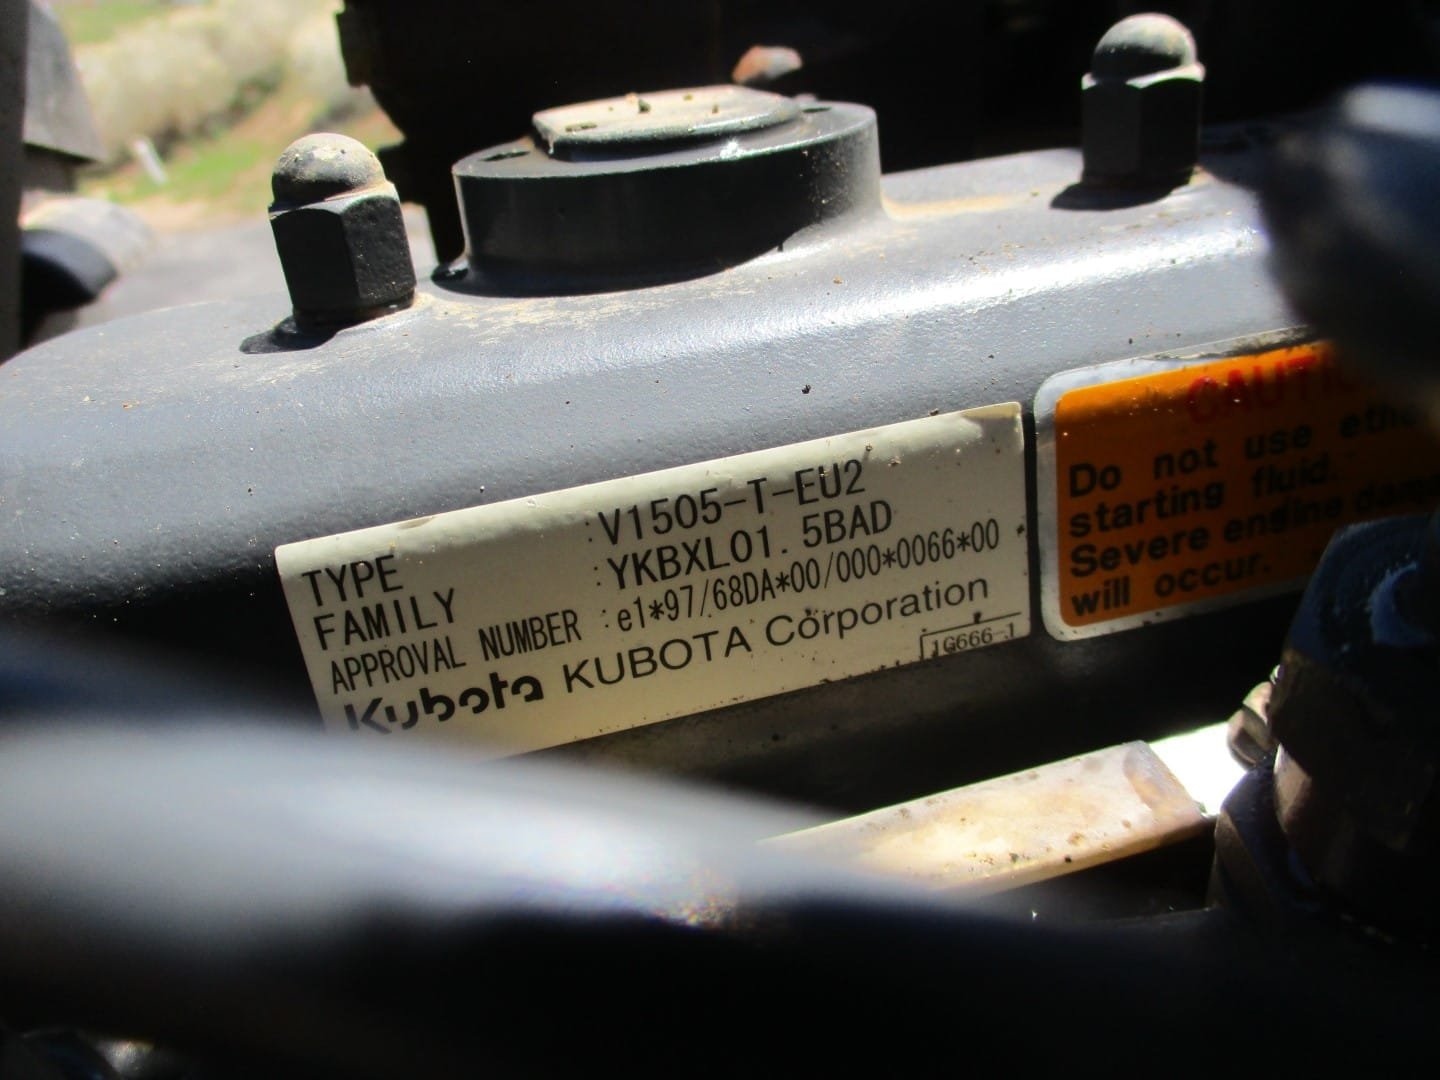 TYPE :V1505-T-EU2
FAMILY :YKBXL01.5BAD
APPROVAL NUMBER :e1*97/68DA*00/000*0066*00
Kubota KUBOTA Corporation
1G666-1
Do not use
starting fluid.
Severe engine
will occur.